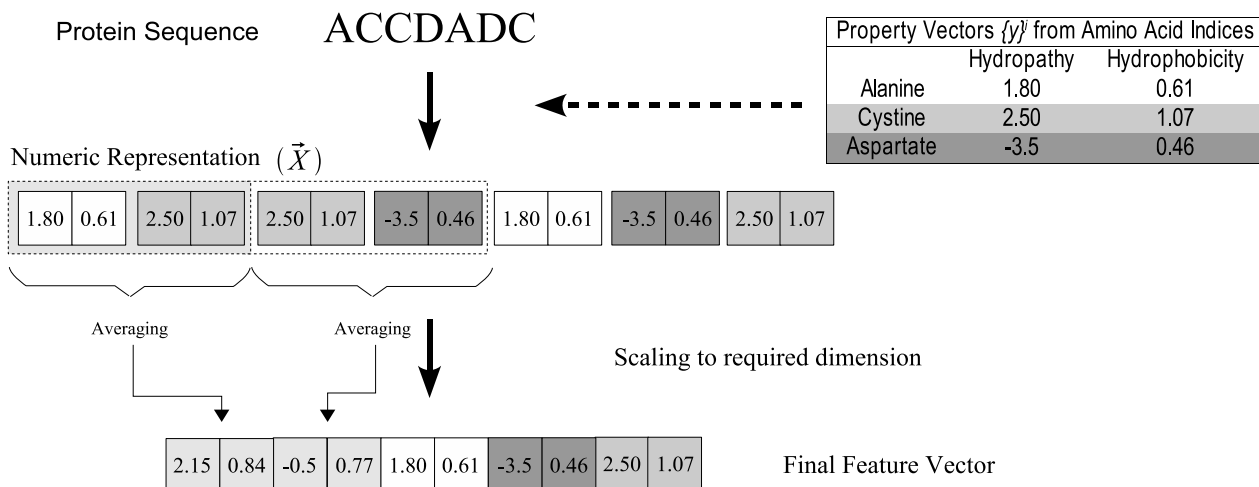 Protein Sequence ACCDADC
Property Vectors {y}^j from Amino Acid Indices
Hydropathy Hydrophobicity
Alanine 1.80 0.61
Cystine 2.50 1.07
Aspartate -3.5 0.46
Numeric Representation (X⃗)
1.80 0.61 2.50 1.07 2.50 1.07 -3.5 0.46 1.80 0.61 -3.5 0.46 2.50 1.07
Averaging Averaging
Scaling to required dimension
2.15 0.84 -0.5 0.77 1.80 0.61 -3.5 0.46 2.50 1.07
Final Feature Vector